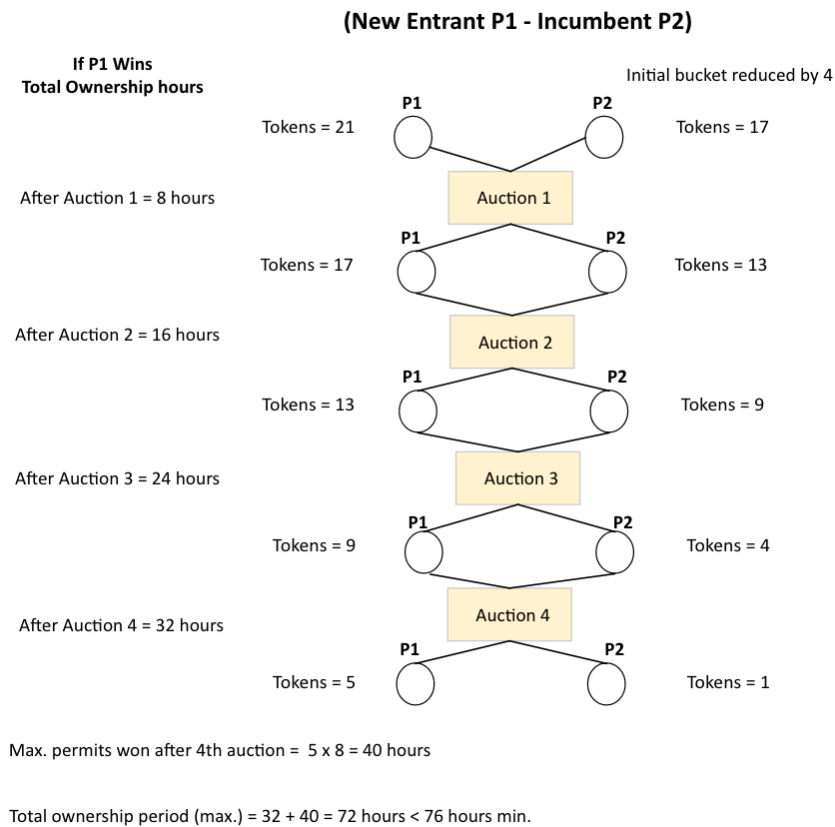 (New Entrant P1 - Incumbent P2)
If P1 Wins
Total Ownership hours
Initial bucket reduced by 4
P1
P2
Tokens = 21
Tokens = 17
After Auction 1 = 8 hours
Auction 1
P1
P2
Tokens = 17
Tokens = 13
After Auction 2 = 16 hours
Auction 2
P1
P2
Tokens = 13
Tokens = 9
After Auction 3 = 24 hours
Auction 3
P1
P2
Tokens = 9
Tokens = 4
After Auction 4 = 32 hours
Auction 4
P1
P2
Tokens = 5
Tokens = 1
Max. permits won after 4th auction = 5 x 8 = 40 hours
Total ownership period (max.) = 32 + 40 = 72 hours < 76 hours min.